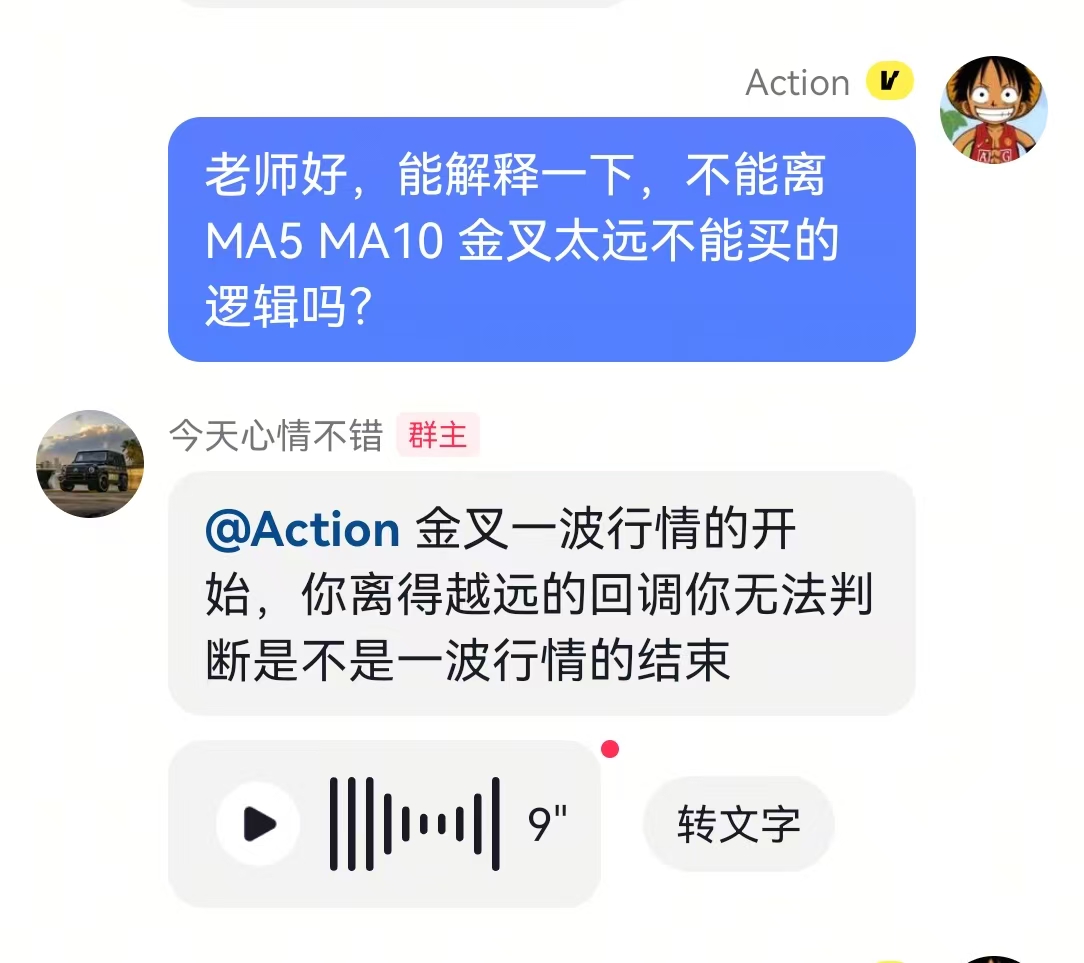 Action
老师好，能解释一下，不能离
MA5 MA10 金叉太远不能买的
逻辑吗？
今天心情不错 群主
@Action 金叉一波行情的开
始，你离得越远的回调你无法判
断是不是一波行情的结束
9"
转文字